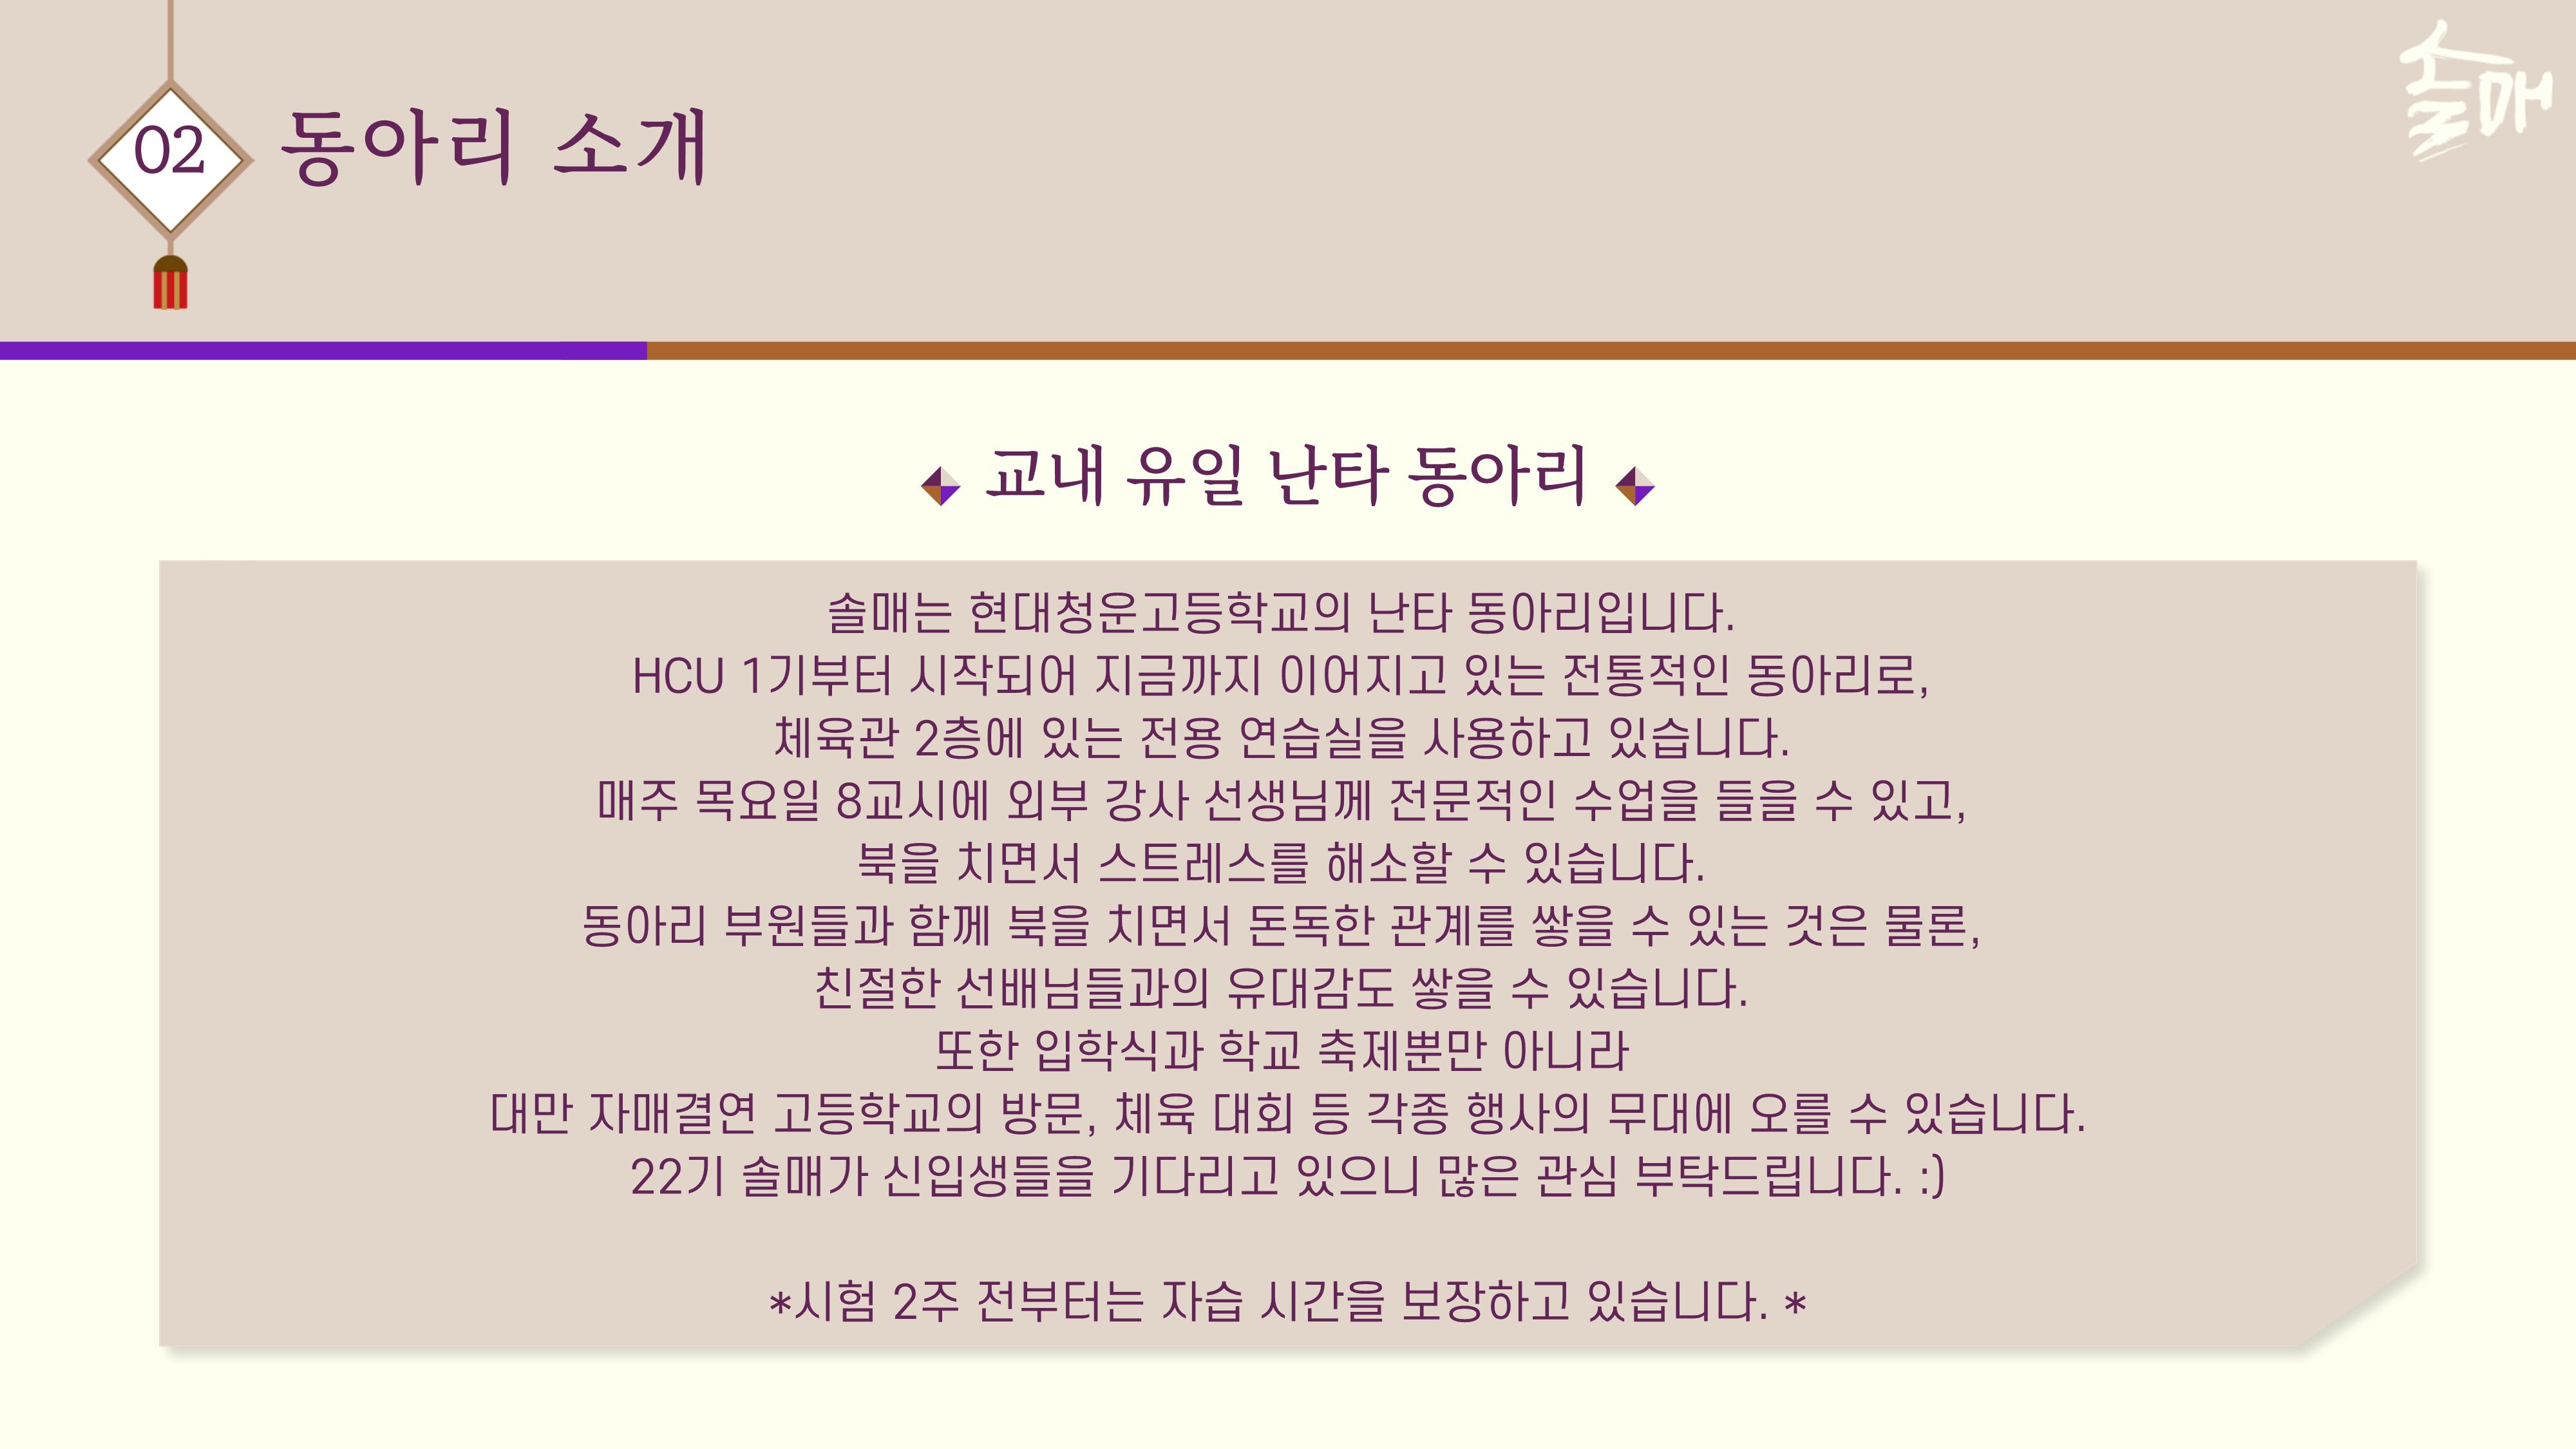 솔매
02
동아리 소개
교내 유일 난타 동아리
솔매는 현대청운고등학교의 난타 동아리입니다.
HCU 1기부터 시작되어 지금까지 이어지고 있는 전통적인 동아리로,
체육관 2층에 있는 전용 연습실을 사용하고 있습니다.
매주 목요일 8교시에 외부 강사 선생님께 전문적인 수업을 들을 수 있고,
북을 치면서 스트레스를 해소할 수 있습니다.
동아리 부원들과 함께 북을 치면서 돈독한 관계를 쌓을 수 있는 것은 물론,
친절한 선배님들과의 유대감도 쌓을 수 있습니다.
또한 입학식과 학교 축제뿐만 아니라
대만 자매결연 고등학교의 방문, 체육 대회 등 각종 행사의 무대에 오를 수 있습니다.
22기 솔매가 신입생들을 기다리고 있으니 많은 관심 부탁드립니다. :)
*시험 2주 전부터는 자습 시간을 보장하고 있습니다. *